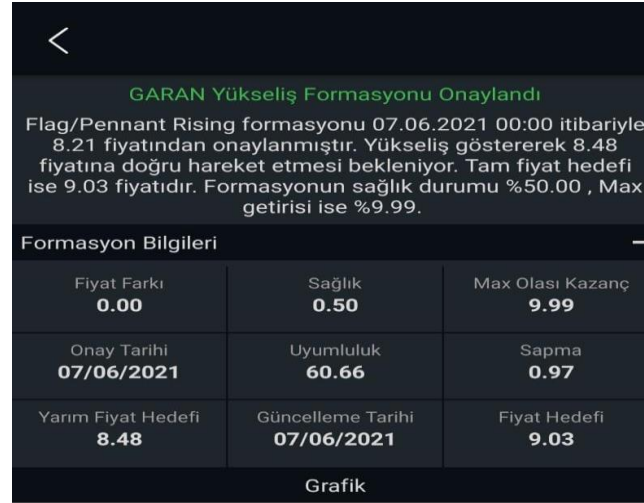 GARAN Yükseliş Formasyonu Onaylandı
Flag/Pennant Rising formasyonu 07.06.2021 00:00 itibariyle
8.21 fiyatından onaylanmıştır. Yükseliş göstererek 8.48
fiyatına doğru hareket etmesi bekleniyor. Tam fiyat hedefi
ise 9.03 fiyatıdır. Formasyonun sağlık durumu %50.00 , Max
getirisi ise %9.99.
Formasyon Bilgileri
Fiyat Farkı Sağlık Max Olası Kazanç
0.00 0.50 9.99
Onay Tarihi Uyumluluk Sapma
07/06/2021 60.66 0.97
Yarım Fiyat Hedefi Güncelleme Tarihi Fiyat Hedefi
8.48 07/06/2021 9.03
Grafik